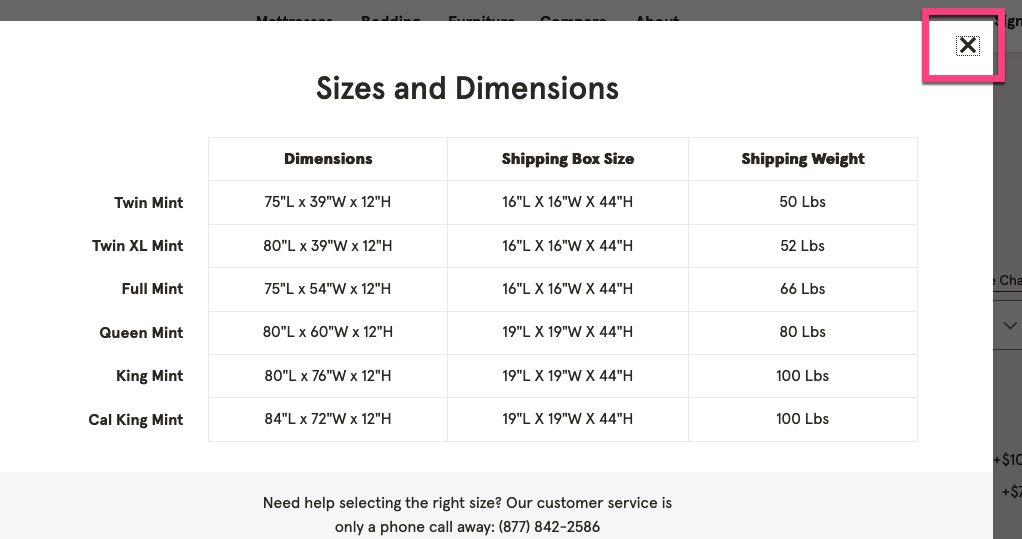 Mattresses Bedding Furniture Compare About
Sizes and Dimensions
Dimensions Shipping Box Size Shipping Weight
Twin Mint 75"L x 39"W x 12"H 16"L X 16"W X 44"H 50 Lbs
Twin XL Mint 80"L x 39"W x 12"H 16"L X 16"W X 44"H 52 Lbs
Full Mint 75"L x 54"W x 12"H 16"L X 16"W X 44"H 66 Lbs
Queen Mint 80"L x 60"W x 12"H 19"L X 19"W X 44"H 80 Lbs
King Mint 80"L x 76"W x 12"H 19"L X 19"W X 44"H 100 Lbs
Cal King Mint 84"L x 72"W x 12"H 19"L X 19"W X 44"H 100 Lbs
Need help selecting the right size? Our customer service is
only a phone call away: (877) 842-2586